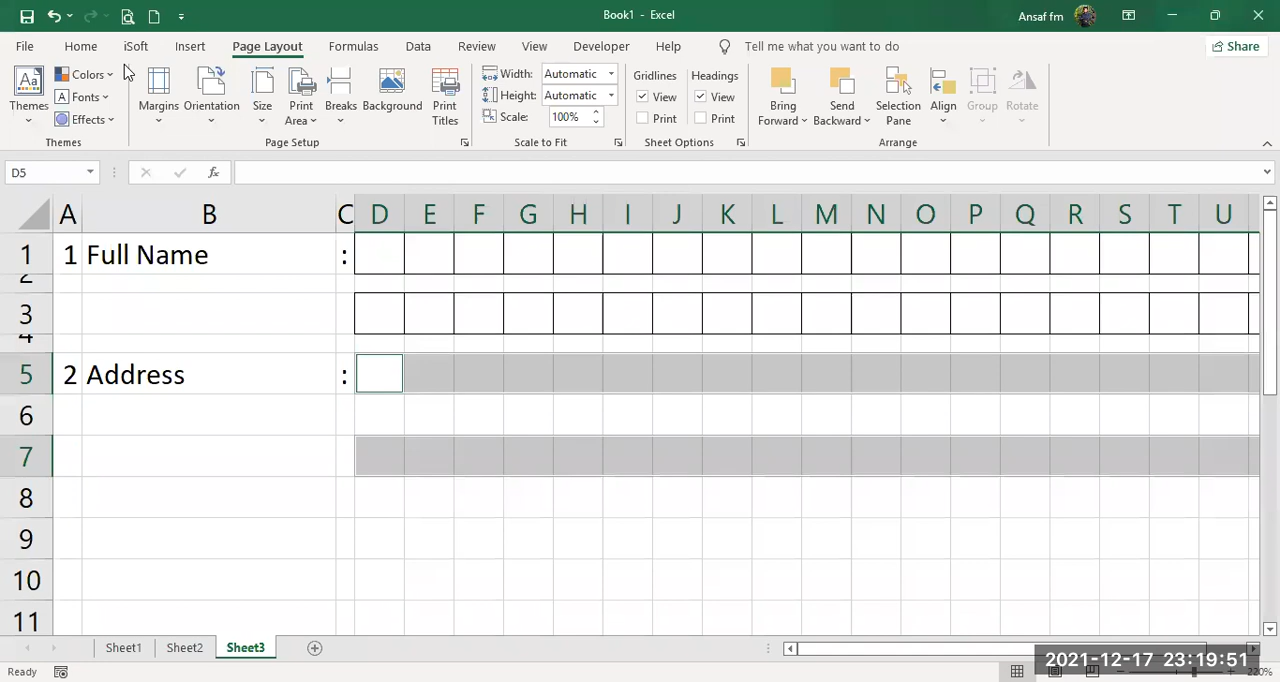 Book1 - Excel
Ansaf fm
File Home iSoft Insert Page Layout Formulas Data Review View Developer Help Tell me what you want to do Share
Aa Colors Width: Automatic Gridlines Headings
Fonts Height: Automatic View View
Themes Margins Orientation Size Print Area Breaks Background Print Titles Bring Forward Send Backward Selection Pane Align Group Rotate
Effects Scale: 100% Print Print
Themes Page Setup Scale to Fit Sheet Options Arrange
D5 fx
A B C D E F G H I J K L M N O P Q R S T U
1 1 Full Name :
2
3
4
5 2 Address :
6
7
8
9
10
11
Sheet1 Sheet2 Sheet3
2021-12-17 23:19:51
Ready 220%